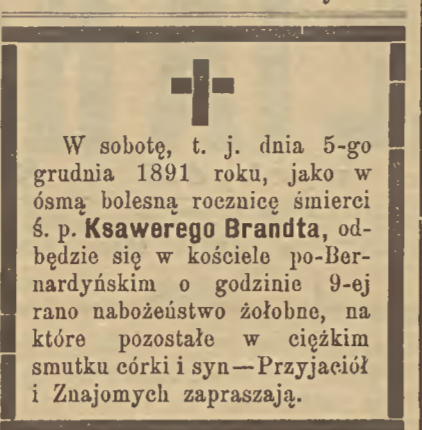 W sobotę, t. j. dnia 5-go
grudnia 1891 roku, jako w
ósmą bolesną rocznicę śmierci
ś. p. Ksawerego Brandta, od-
będzie się w kościele po-Ber-
nardyńskim o godzinie 9-ej
rano nabożeństwo żołobne, na
które pozostałe w ciężkim
smutku córki i syn—Przyjaciół
i Znajomych zapraszają.